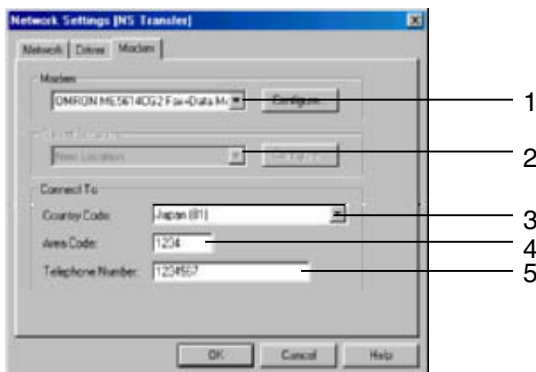 Network Settings [NS Transfer]
Network Driver Modem
Modem
OMRON ME5614DG2 Fax+Data Mo Configure... 1
New Location 2
Connect To
Country Code: Japan (81) 3
Area Code: 1234 4
Telephone Number: 1234567 5
OK Cancel Help